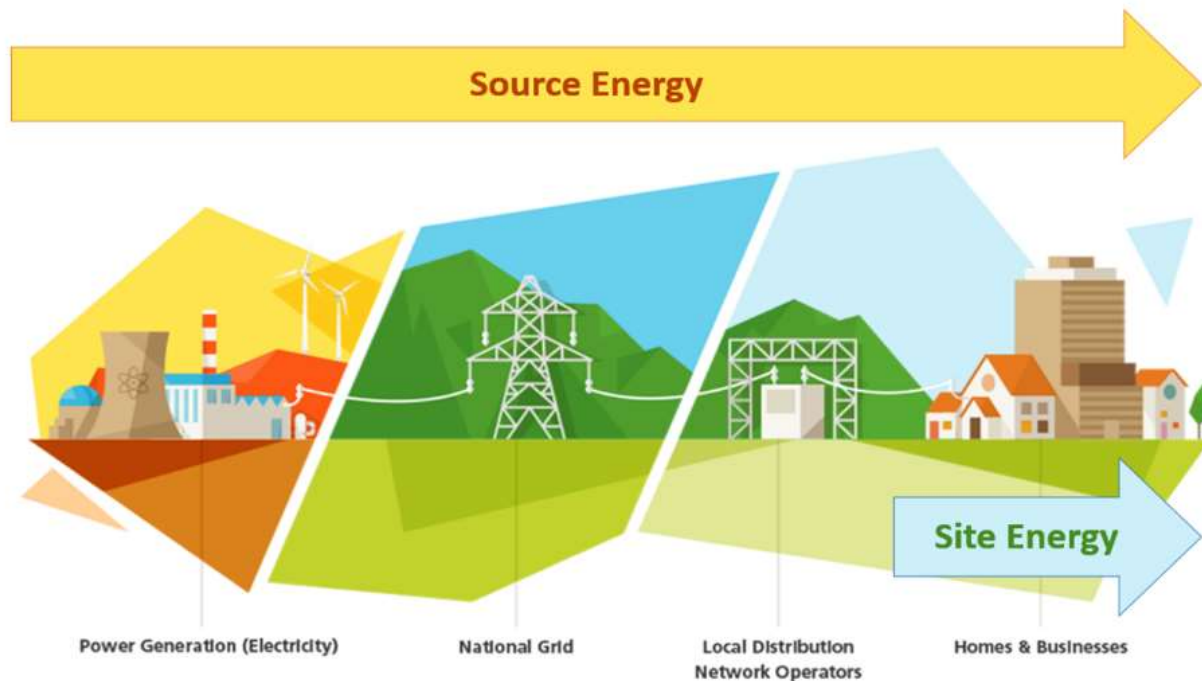 Source Energy
Site Energy
Power Generation (Electricity)
National Grid
Local Distribution
Network Operators
Homes & Businesses